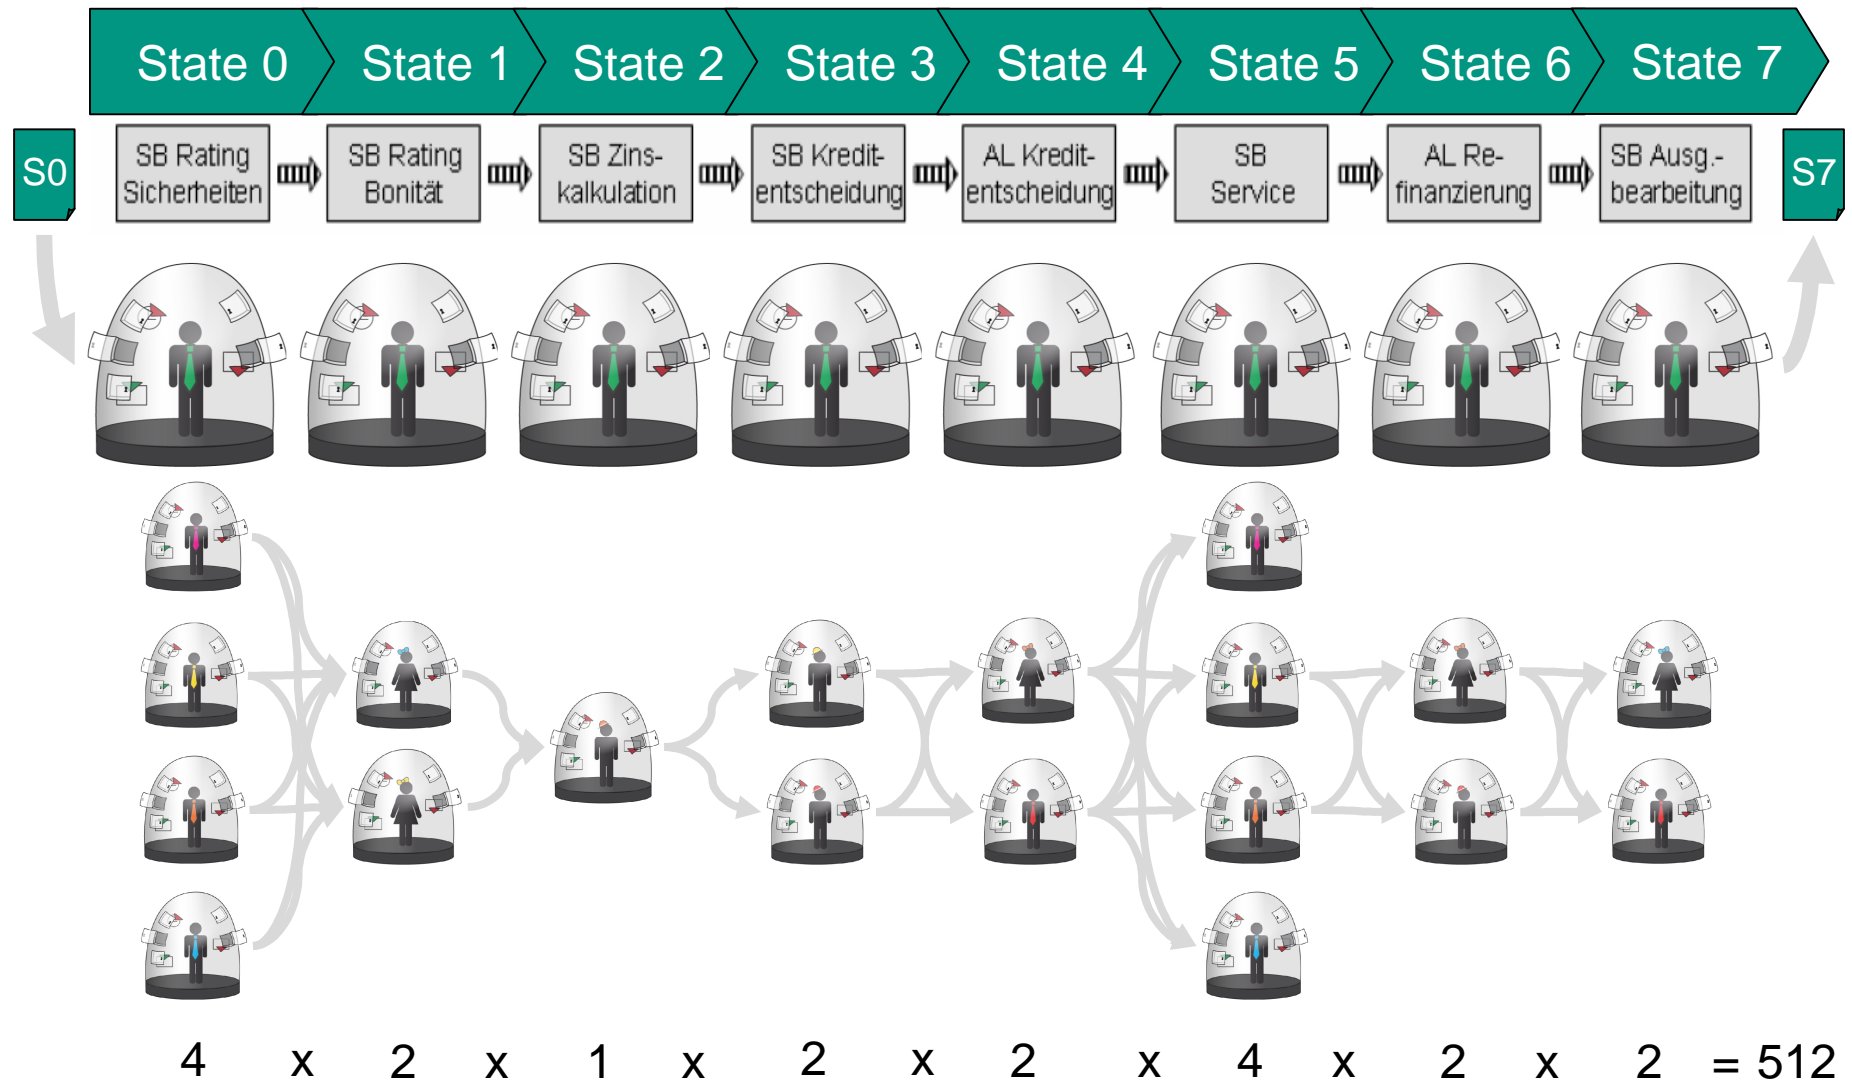 State 0 State 1 State 2 State 3 State 4 State 5 State 6 State 7
S0
SB Rating
Sicherheiten
SB Rating
Bonität
SB Zins-
kalkulation
SB Kredit-
entscheidung
AL Kredit-
entscheidung
SB
Service
AL Re-
finanzierung
SB Ausg.-
bearbeitung
S7
4 x 2 x 1 x 2 x 2 x 4 x 2 x 2 = 512